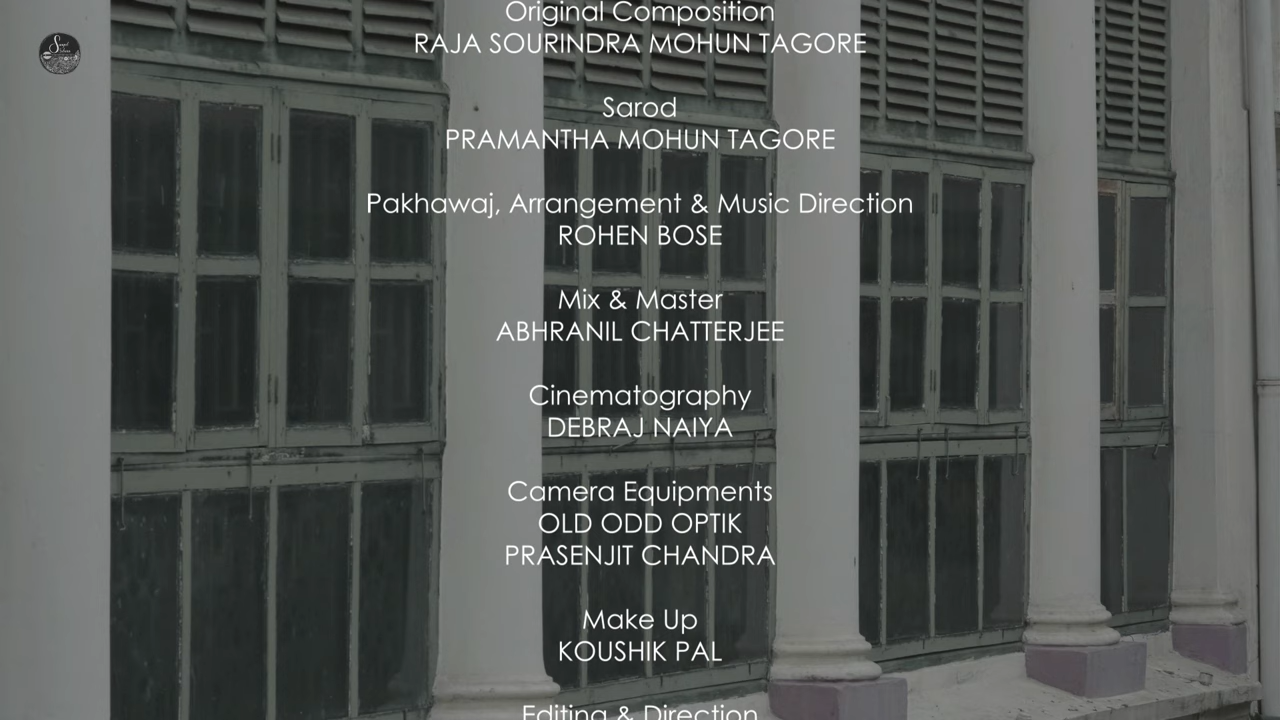 Original Composition
RAJA SOURINDRA MOHUN TAGORE
Sarod
PRAMANTHA MOHUN TAGORE
Pakhawaj, Arrangement & Music Direction
ROHEN BOSE
Mix & Master
ABHRANIL CHATTERJEE
Cinematography
DEBRAJ NAIYA
Camera Equipments
OLD ODD OPTIK
PRASENJIT CHANDRA
Make Up
KOUSHIK PAL
Editing & Direction